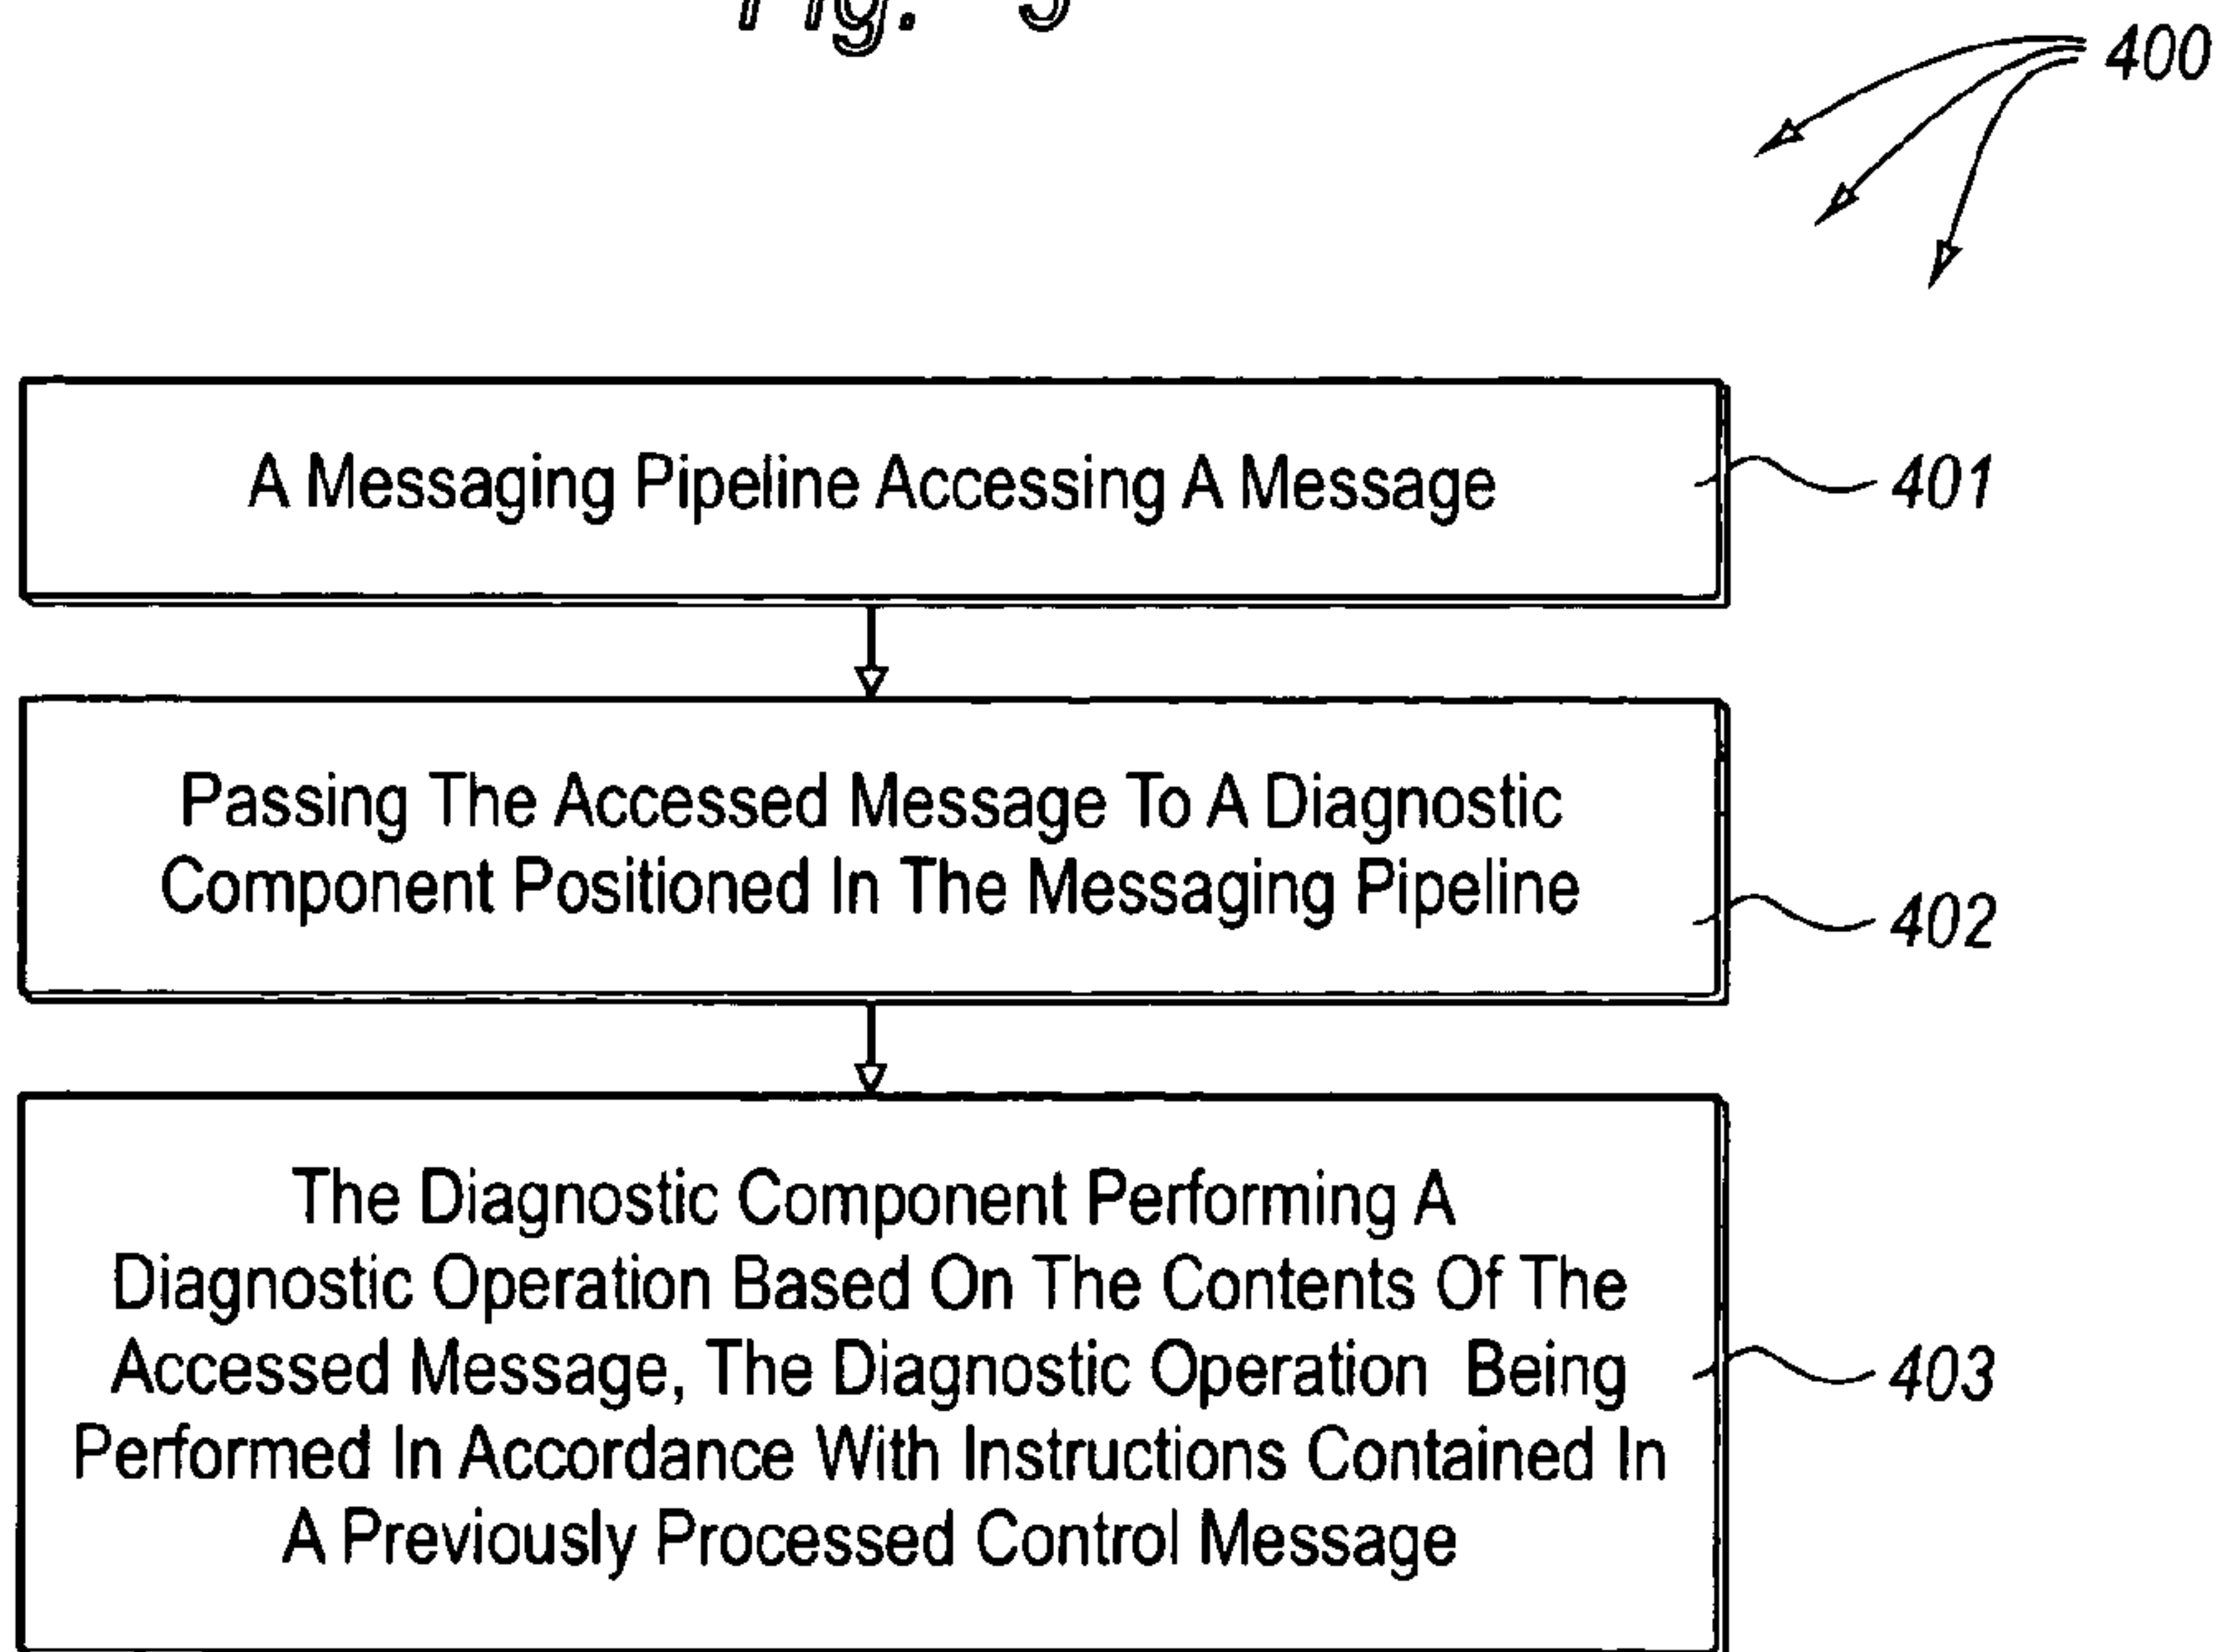 Fig. 3
400
A Messaging Pipeline Accessing A Message
401
Passing The Accessed Message To A Diagnostic
Component Positioned In The Messaging Pipeline
402
The Diagnostic Component Performing A
Diagnostic Operation Based On The Contents Of The
Accessed Message, The Diagnostic Operation Being
403
Performed In Accordance With Instructions Contained In
A Previously Processed Control Message